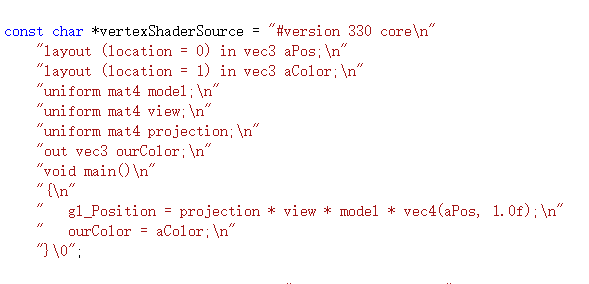 const char *vertexShaderSource = "#version 330 core\n"
    "layout (location = 0) in vec3 aPos;\n"
    "layout (location = 1) in vec3 aColor;\n"
    "uniform mat4 model;\n"
    "uniform mat4 view;\n"
    "uniform mat4 projection;\n"
    "out vec3 ourColor;\n"
    "void main()\n"
    "{\n"
    "   gl_Position = projection * view * model * vec4(aPos, 1.0f);\n"
    "   ourColor = aColor;\n"
    "}\0";